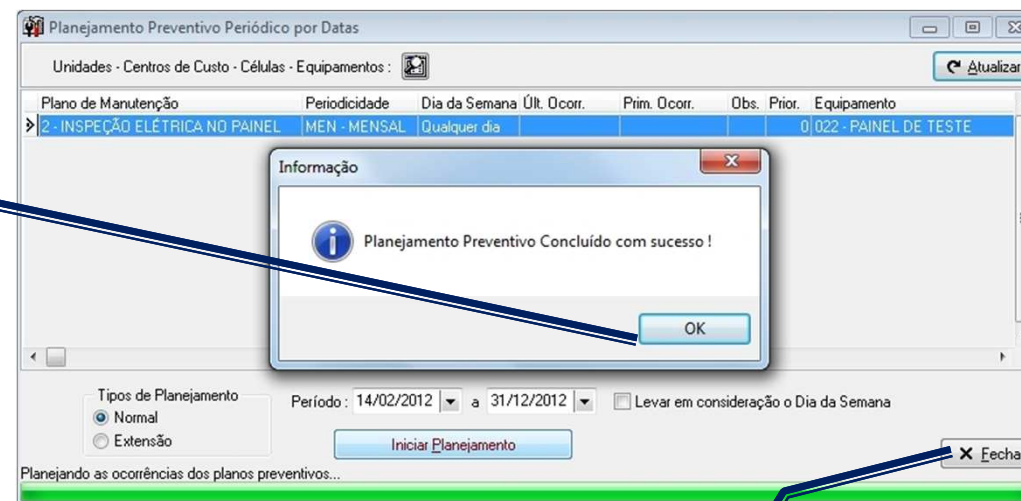 Planejamento Preventivo Periódico por Datas
Unidades - Centros de Custo - Células - Equipamentos :
Atualizar
Plano de Manutenção Periodicidade Dia da Semana Últ. Ocorr. Prim. Ocorr. Obs. Prior. Equipamento
2 - INSPEÇÃO ELÉTRICA NO PAINEL MEN - MENSAL Qualquer dia 0 022 - PAINEL DE TESTE
Informação
Planejamento Preventivo Concluído com sucesso !
OK
Tipos de Planejamento
Normal
Extensão
Período : 14/02/2012 a 31/12/2012
Levar em consideração o Dia da Semana
Iniciar Planejamento
Fecha
Planejando as ocorrências dos planos preventivos...